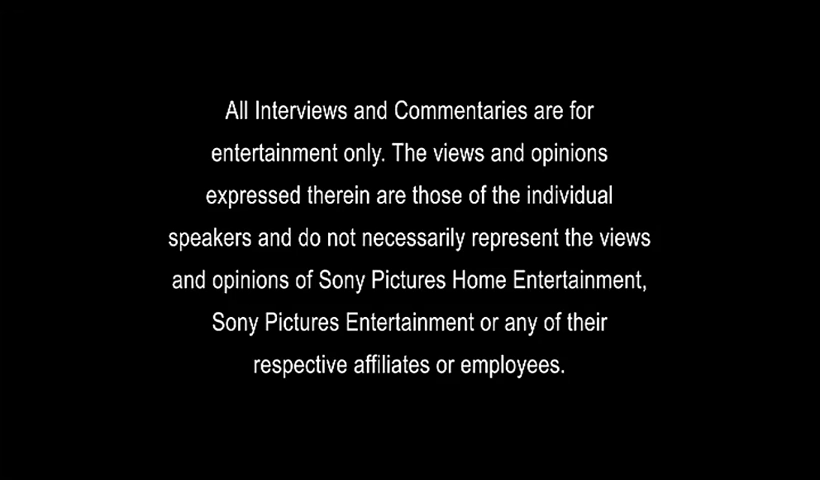 All Interviews and Commentaries are for
entertainment only. The views and opinions
expressed therein are those of the individual
speakers and do not necessarily represent the views
and opinions of Sony Pictures Home Entertainment,
Sony Pictures Entertainment or any of their
respective affiliates or employees.